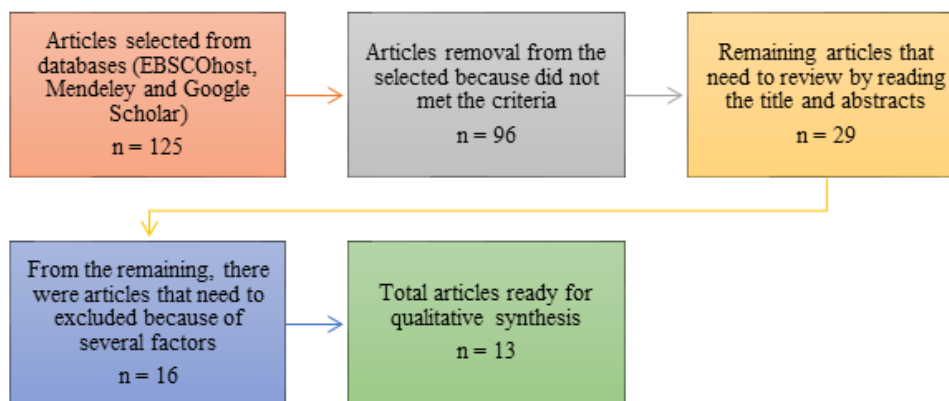 Articles selected from
databases (EBSCOhost,
Mendeley and Google
Scholar)
n = 125
Articles removal from the
selected because did not
met the criteria
n = 96
Remaining articles that
need to review by reading
the title and abstracts
n = 29
From the remaining, there
were articles that need to
excluded because of
several factors
n = 16
Total articles ready for
qualitative synthesis
n = 13